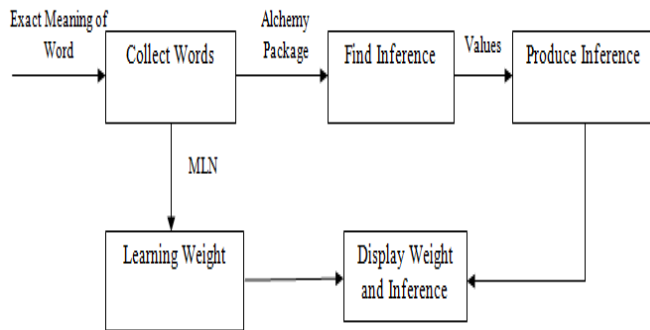 Exact Meaning of
Word
Collect Words
Alchemy
Package
Find Inference
Values
Produce Inference
MLN
Learning Weight
Display Weight
and Inference